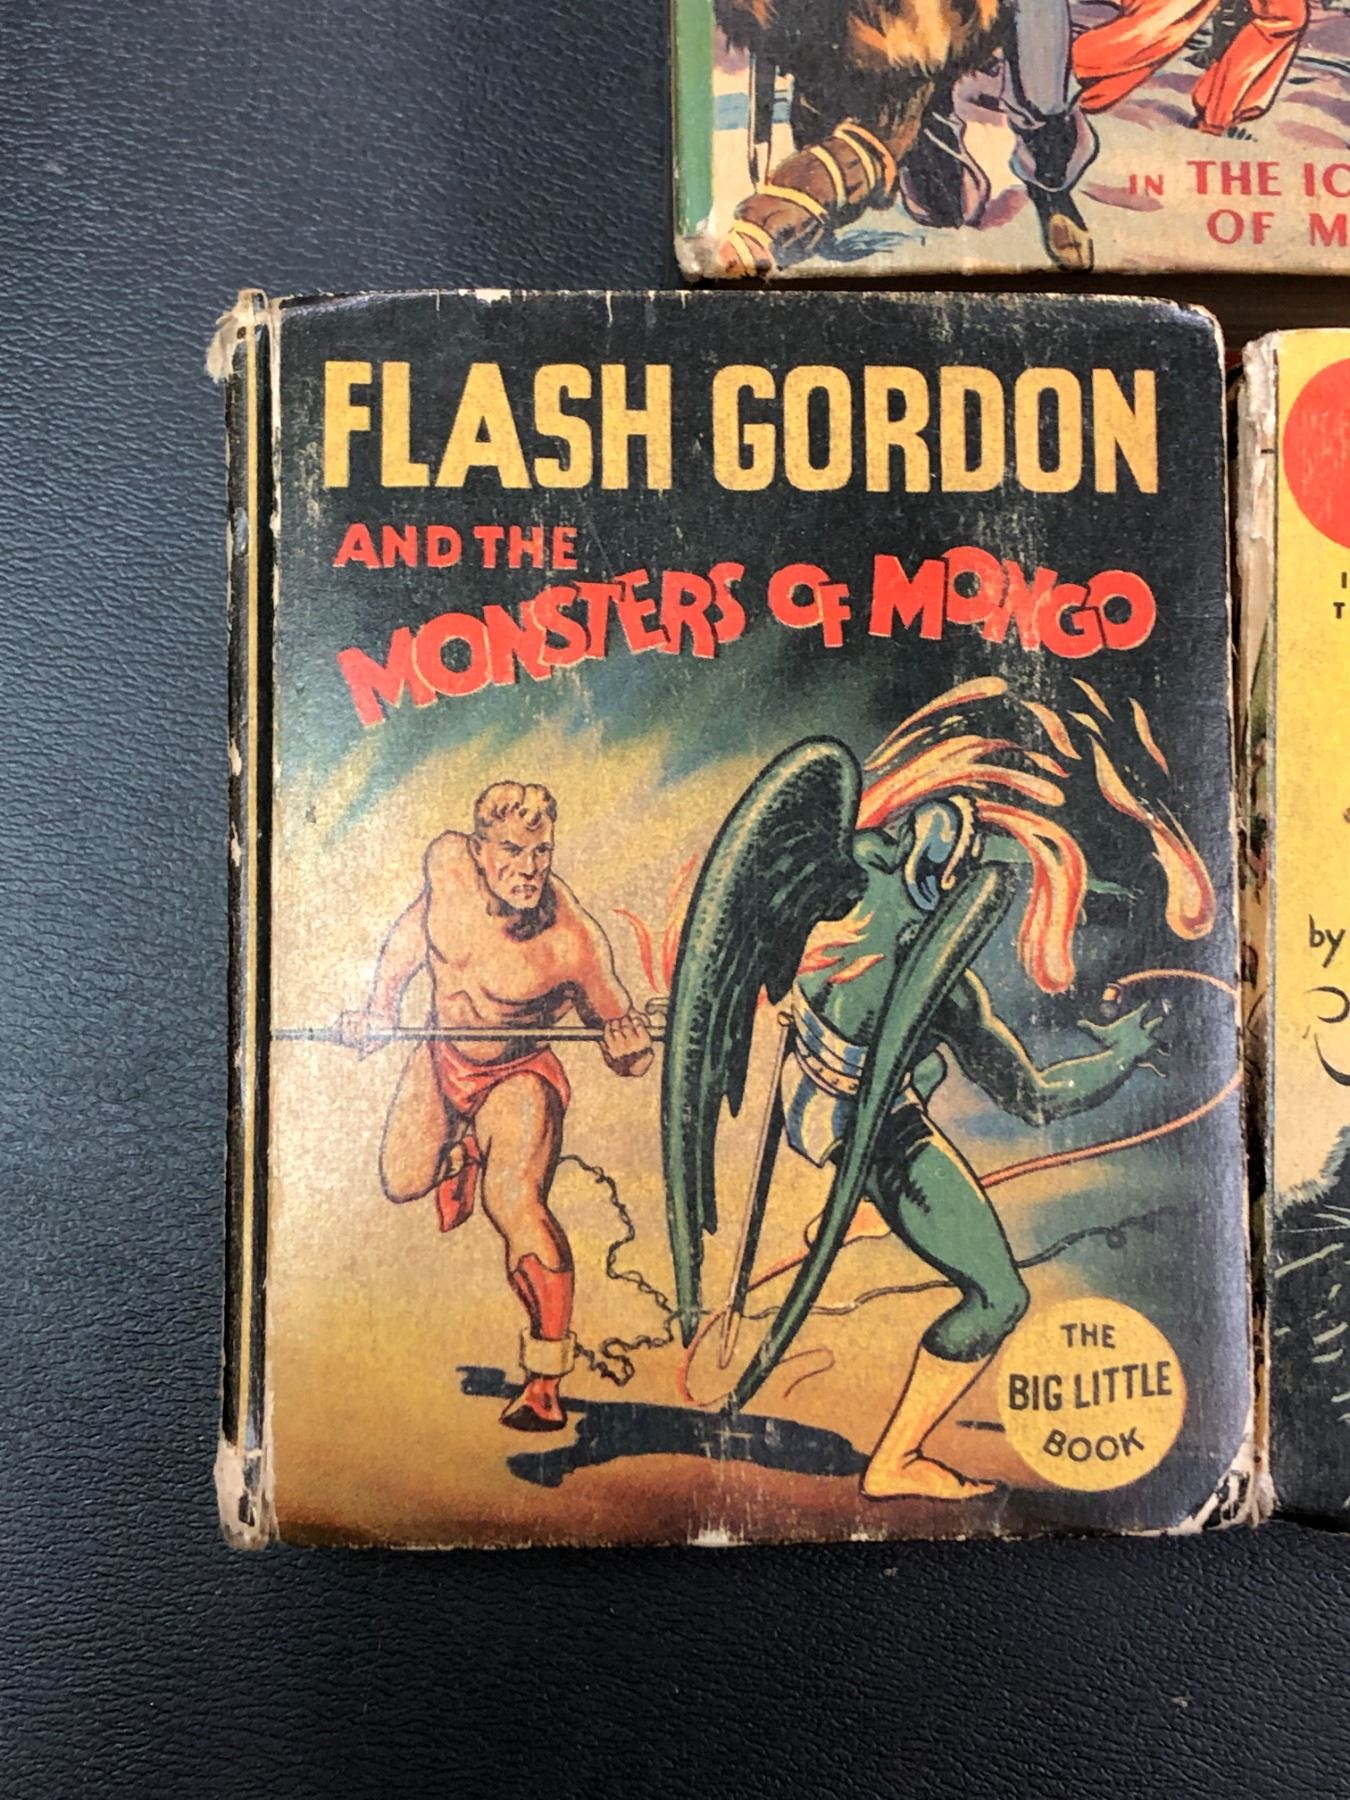 IN THE IC
OF M
FLASH GORDON
AND THE
MONSTERS OF MONGO
THE
BIG LITTLE
BOOK
I
T
by